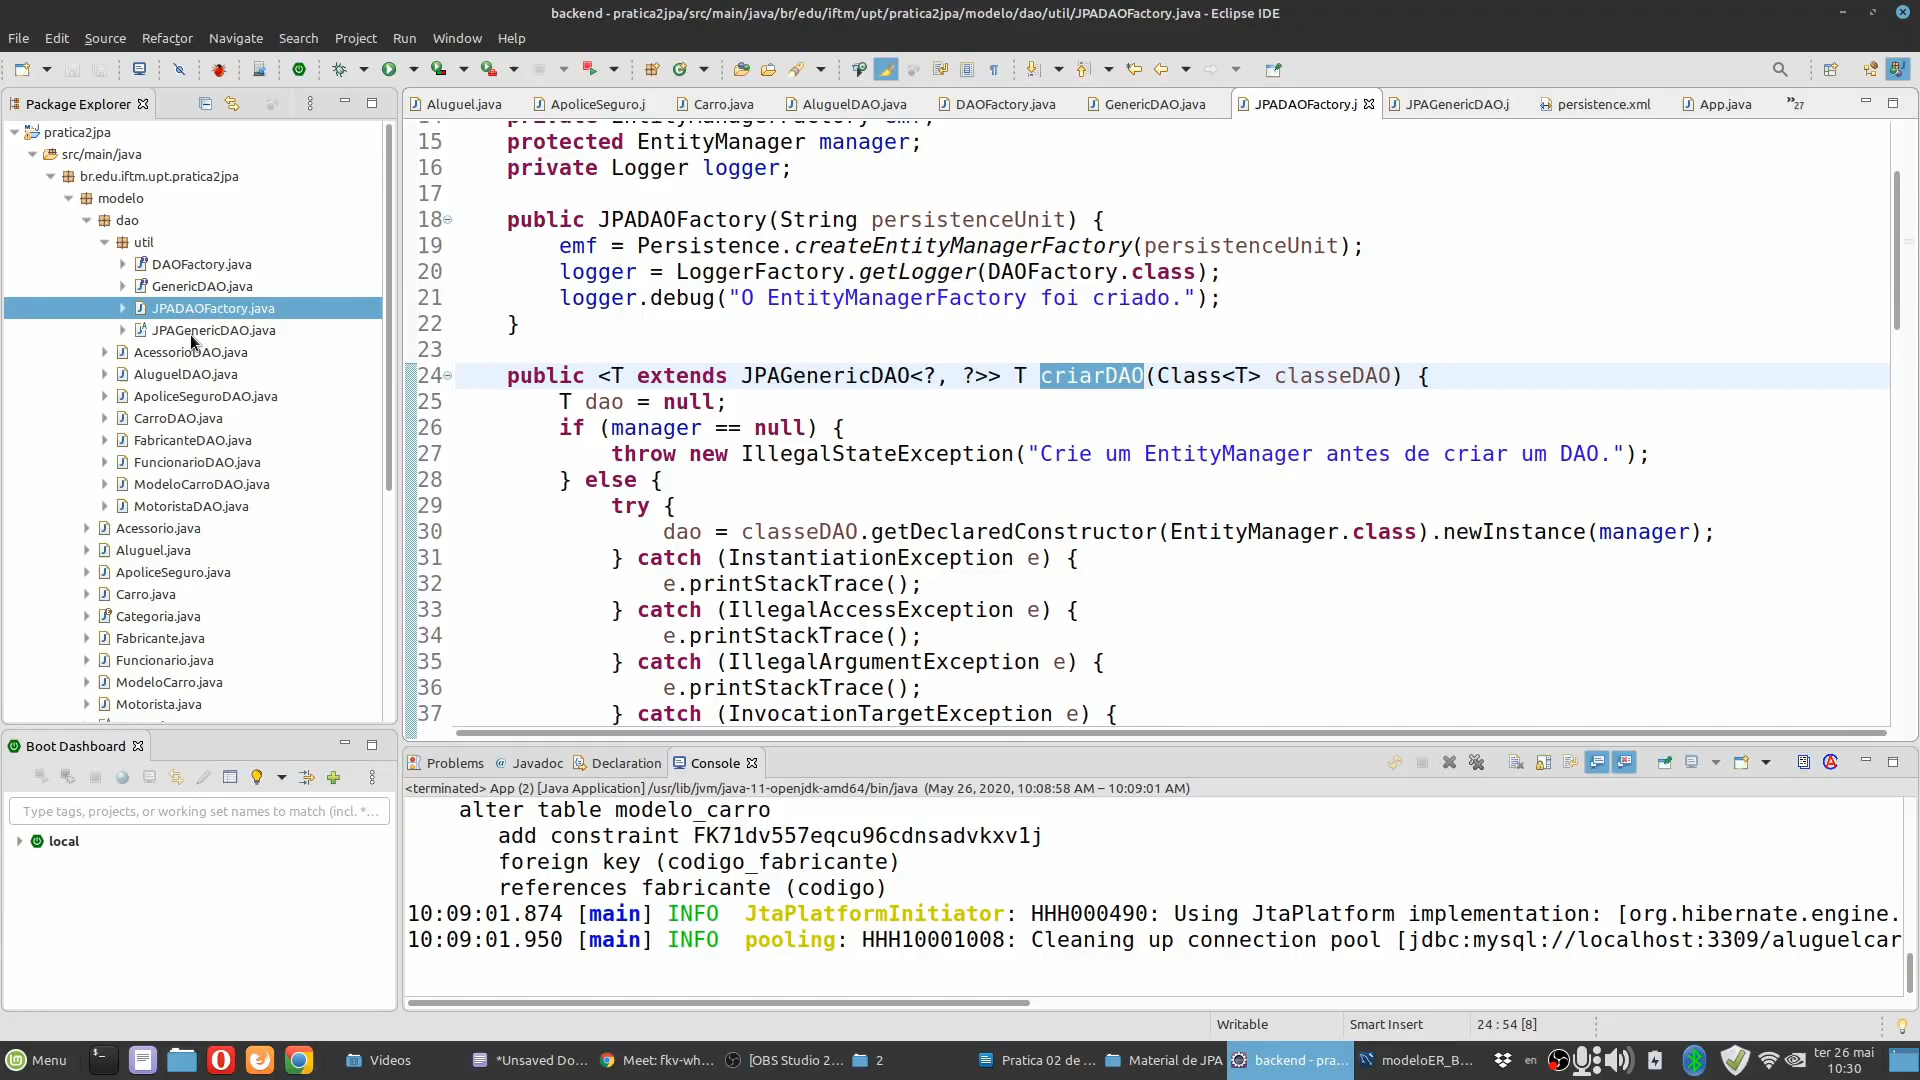 backend - pratica2jpa/src/main/java/br/edu/iftm/upt/pratica2jpa/modelo/dao/util/JPADAOFactory.java - Eclipse IDE
File Edit Source Refactor Navigate Search Project Run Window Help
Package Explorer
pratica2jpa
src/main/java
br.edu.iftm.upt.pratica2jpa
modelo
dao
util
DAOFactory.java
GenericDAO.java
JPADAOFactory.java
JPAGenericDAO.java
AcessorioDAO.java
AluguelDAO.java
ApoliceSeguroDAO.java
CarroDAO.java
FabricanteDAO.java
FuncionarioDAO.java
ModeloCarroDAO.java
MotoristaDAO.java
Acessorio.java
Aluguel.java
ApoliceSeguro.java
Carro.java
Categoria.java
Fabricante.java
Funcionario.java
ModeloCarro.java
Motorista.java
Aluguel.java ApoliceSeguro.j Carro.java AluguelDAO.java DAOFactory.java GenericDAO.java JPADAOFactory.j JPAGenericDAO.j persistence.xml App.java »27
14 private EntityManagerFactory emf;
15 protected EntityManager manager;
16 private Logger logger;
17
18 public JPADAOFactory(String persistenceUnit) {
19 emf = Persistence.createEntityManagerFactory(persistenceUnit);
20 logger = LoggerFactory.getLogger(DAOFactory.class);
21 logger.debug("O EntityManagerFactory foi criado.");
22 }
23
24 public <T extends JPAGenericDAO<?, ?>> T criarDAO(Class<T> classeDAO) {
25 T dao = null;
26 if (manager == null) {
27 throw new IllegalStateException("Crie um EntityManager antes de criar um DAO.");
28 } else {
29 try {
30 dao = classeDAO.getDeclaredConstructor(EntityManager.class).newInstance(manager);
31 } catch (InstantiationException e) {
32 e.printStackTrace();
33 } catch (IllegalAccessException e) {
34 e.printStackTrace();
35 } catch (IllegalArgumentException e) {
36 e.printStackTrace();
37 } catch (InvocationTargetException e) {
Boot Dashboard
Type tags, projects, or working set names to match (incl. *...
local
Problems Javadoc Declaration Console
<terminated> App (2) [Java Application] /usr/lib/jvm/java-11-openjdk-amd64/bin/java (May 26, 2020, 10:08:58 AM – 10:09:01 AM)
alter table modelo_carro
add constraint FK71dv557eqcu96cdnsadvkxv1j
foreign key (codigo_fabricante)
references fabricante (codigo)
10:09:01.874 [main] INFO JtaPlatformInitiator: HHH000490: Using JtaPlatform implementation: [org.hibernate.engine.
10:09:01.950 [main] INFO pooling: HHH10001008: Cleaning up connection pool [jdbc:mysql://localhost:3309/aluguelcar
Writable Smart Insert 24 : 54 [8]
Menu Videos *Unsaved Do... Meet: fkv-wh... [OBS Studio 2... 2 Pratica 02 de ... Material de JPA backend - pra... modeloER_B... en ter 26 mai
10:30